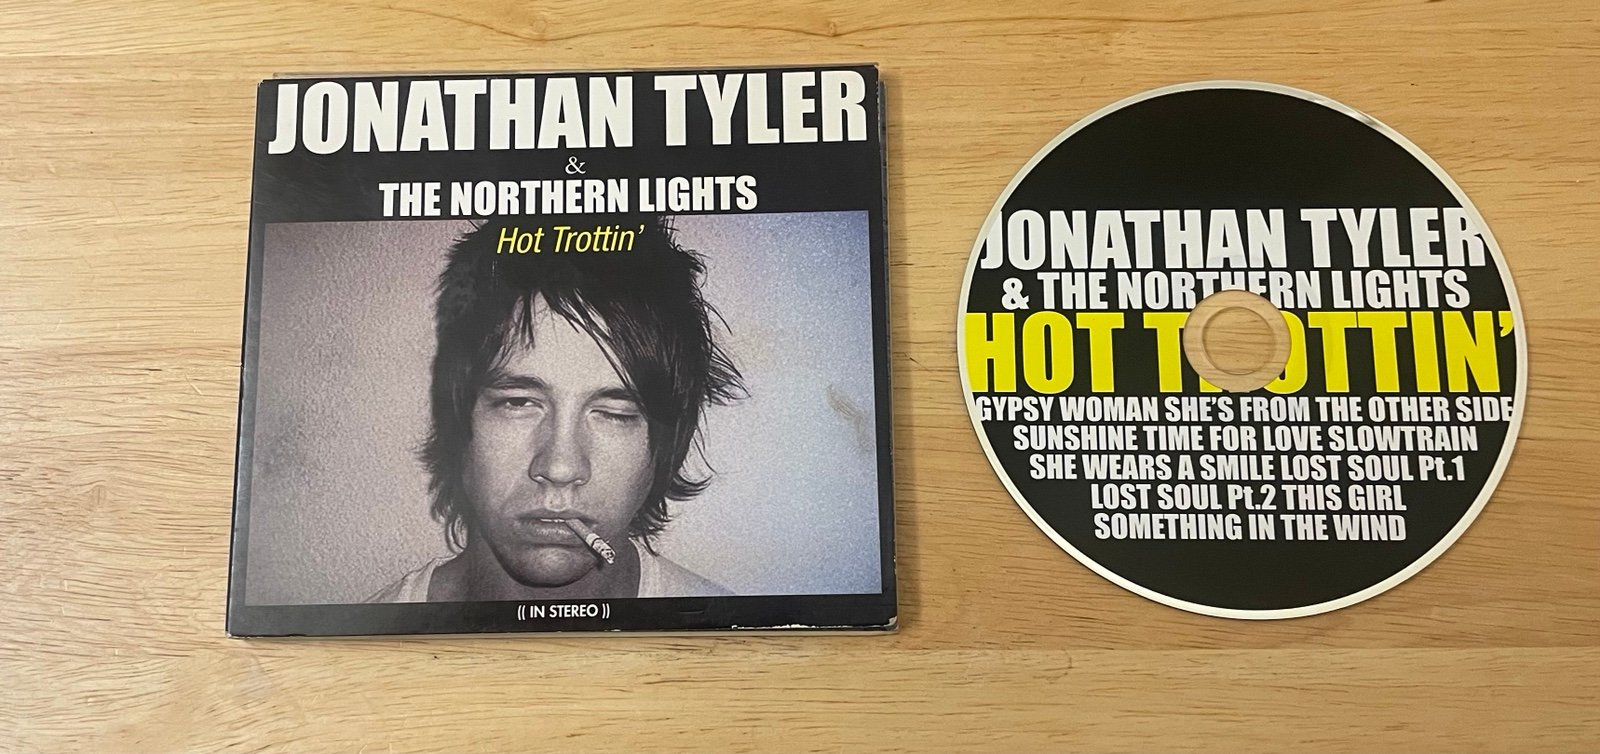 JONATHAN TYLER
&
THE NORTHERN LIGHTS
Hot Trottin'
(( IN STEREO ))
JONATHAN TYLER
& THE NORTHERN LIGHTS
HOT TROTTIN'
GYPSY WOMAN SHE'S FROM THE OTHER SIDE
SUNSHINE TIME FOR LOVE SLOWTRAIN
SHE WEARS A SMILE LOST SOUL Pt.1
LOST SOUL Pt.2 THIS GIRL
SOMETHING IN THE WIND